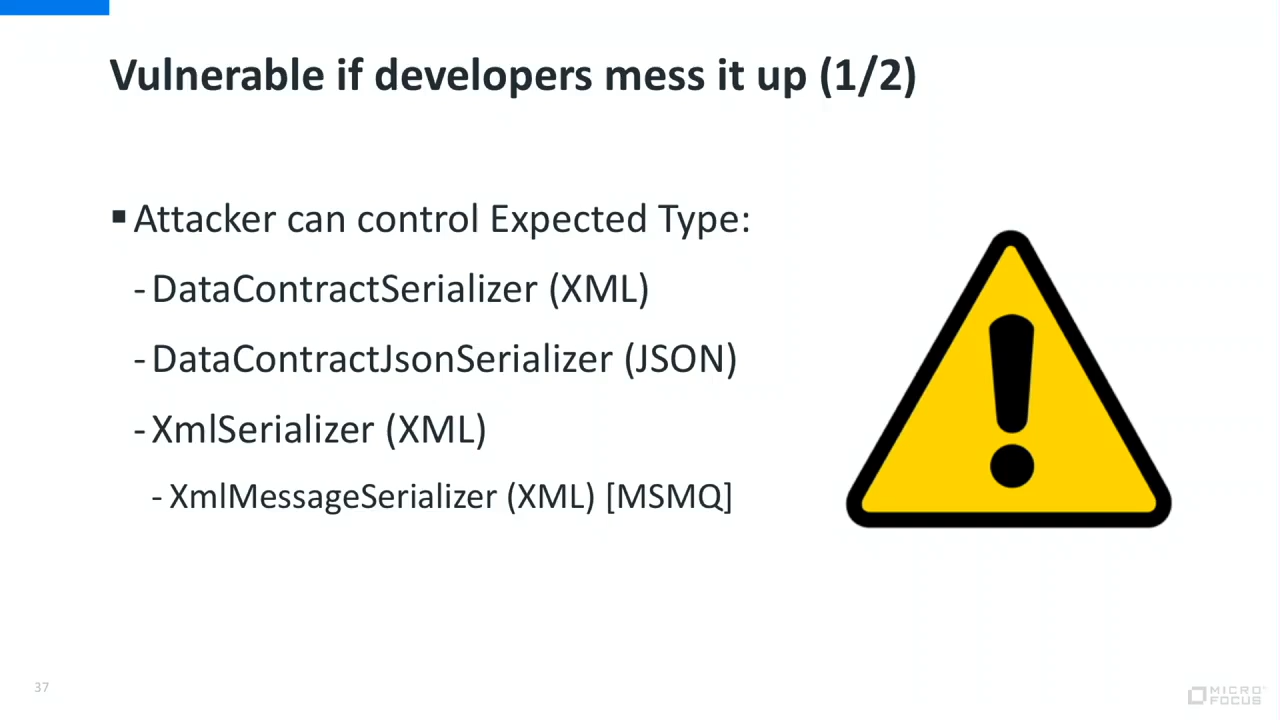 Vulnerable if developers mess it up (1/2)
▪ Attacker can control Expected Type:
- DataContractSerializer (XML)
- DataContractJsonSerializer (JSON)
- XmlSerializer (XML)
- XmlMessageSerializer (XML) [MSMQ]
37
MICRO
FOCUS